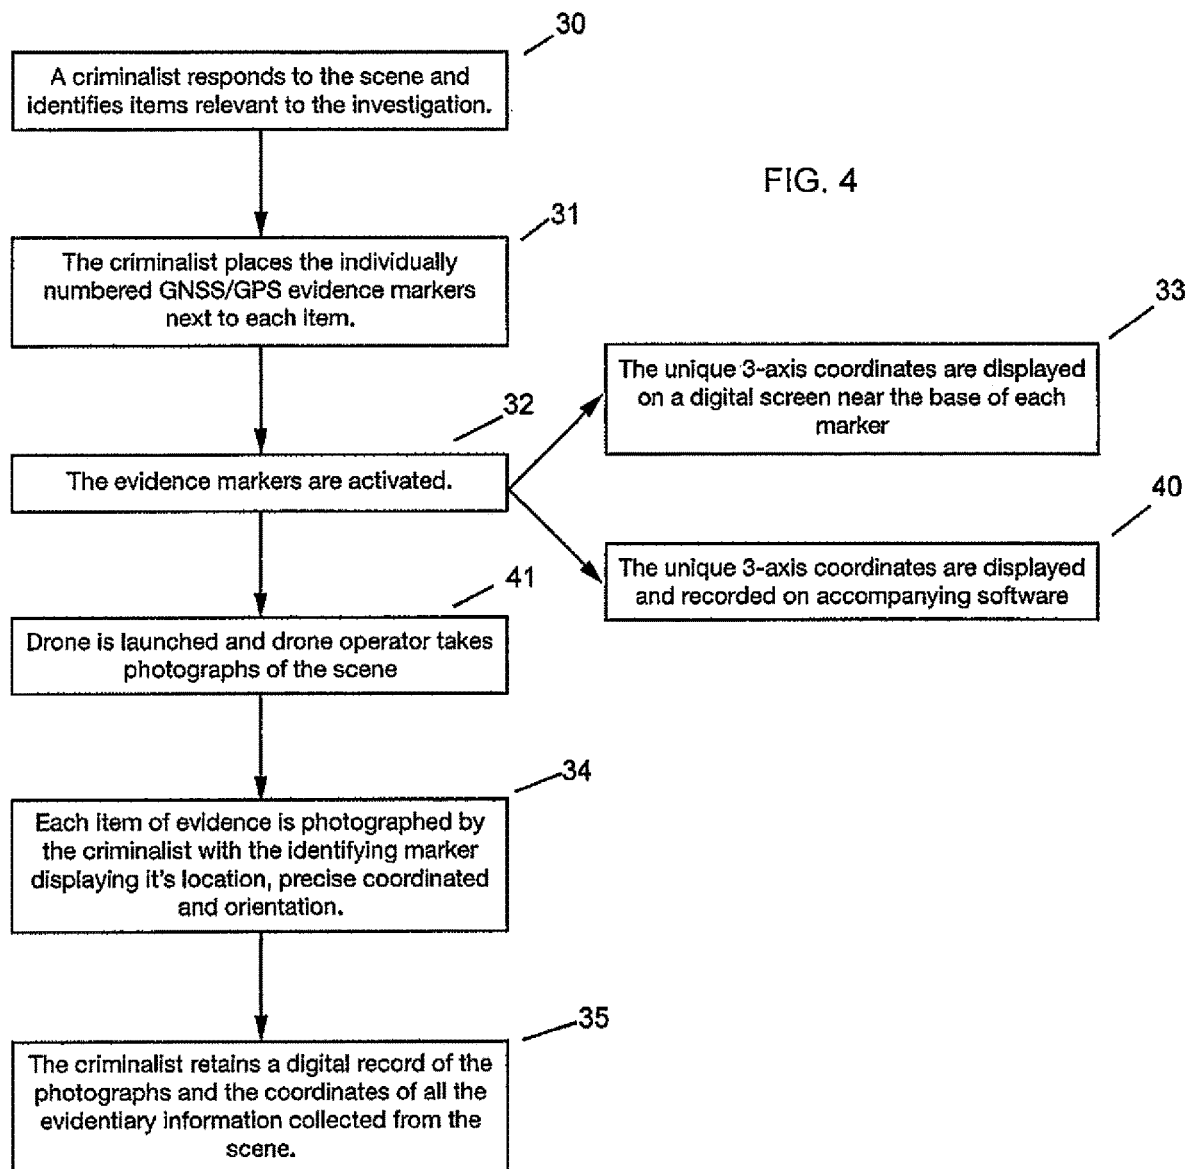 30
A criminalist responds to the scene and
identifies items relevant to the investigation.
FIG. 4
31
The criminalist places the individually
numbered GNSS/GPS evidence markers
next to each item.
33
The unique 3-axis coordinates are displayed
on a digital screen near the base of each
marker
32
The evidence markers are activated.
40
The unique 3-axis coordinates are displayed
and recorded on accompanying software
41
Drone is launched and drone operator takes
photographs of the scene
34
Each item of evidence is photographed by
the criminalist with the identifying marker
displaying it's location, precise coordinated
and orientation.
35
The criminalist retains a digital record of the
photographs and the coordinates of all the
evidentiary information collected from the
scene.